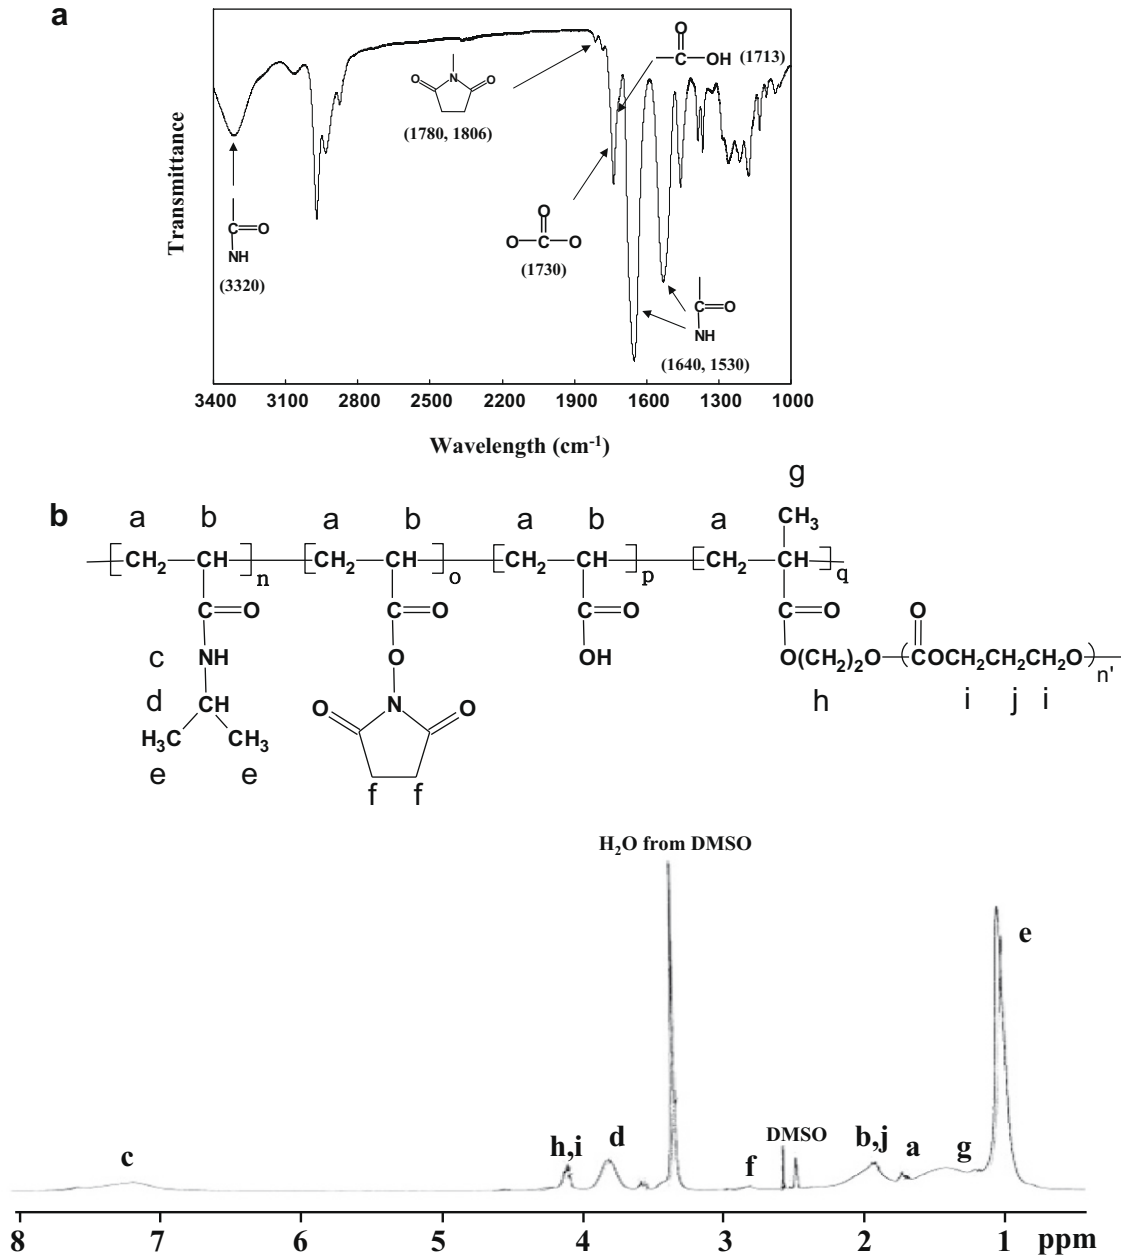 a
Transmittance
O
C OH (1713)
O N O
(1780, 1806)
C O
NH
(3320)
O
O C O
(1730)
C O
NH
(1640, 1530)
3400 3100 2800 2500 2200 1900 1600 1300 1000
Wavelength (cm-1)
b
g
a b a b a b a CH3
[CH2 CH]n [CH2 CH]o [CH2 CH]p [CH2 C]q
C=O C=O C=O C=O O
c NH O OH O(CH2)2O (COCH2CH2CH2O)n'
d CH O N O h i j i
H3C CH3
e e f f
H2O from DMSO
c h,i d f DMSO b,j a g e
8 7 6 5 4 3 2 1 ppm